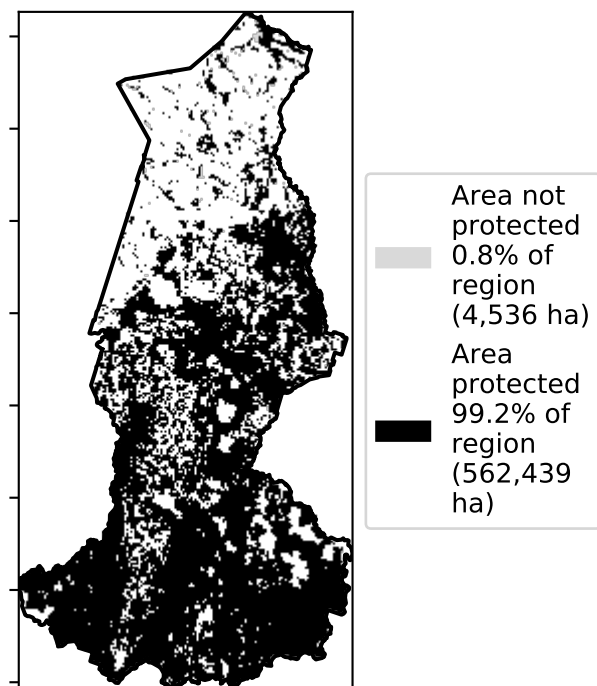 Area not
protected
0.8% of
region
(4,536 ha)
Area
protected
99.2% of
region
(562,439
ha)